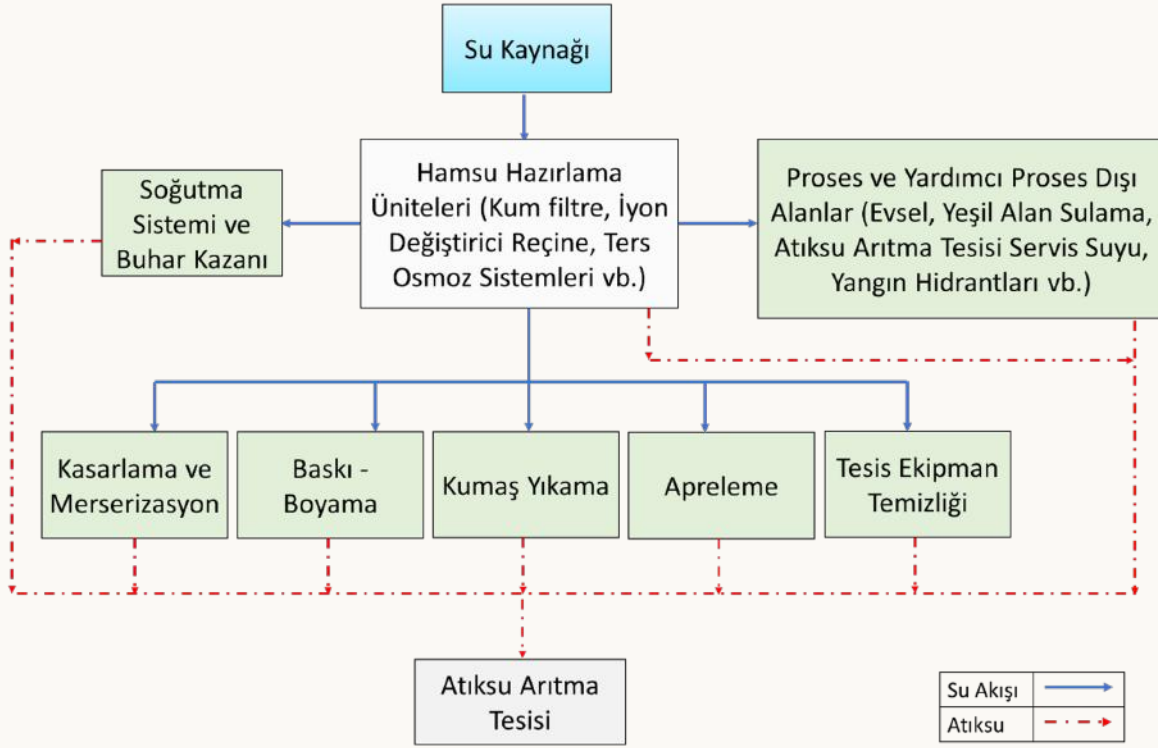 Su Kaynağı
Hamsu Hazırlama
Üniteleri (Kum filtre, İyon
Değiştirici Reçine, Ters
Osmoz Sistemleri vb.)
Soğutma
Sistemi ve
Buhar Kazanı
Proses ve Yardımcı Proses Dışı
Alanlar (Evsel, Yeşil Alan Sulama,
Atıksu Arıtma Tesisi Servis Suyu,
Yangın Hidrantları vb.)
Kasarlama ve
Merserizasyon
Baskı -
Boyama
Kumaş Yıkama
Apreleme
Tesis Ekipman
Temizliği
Atıksu Arıtma
Tesisi
Su Akışı
Atıksu